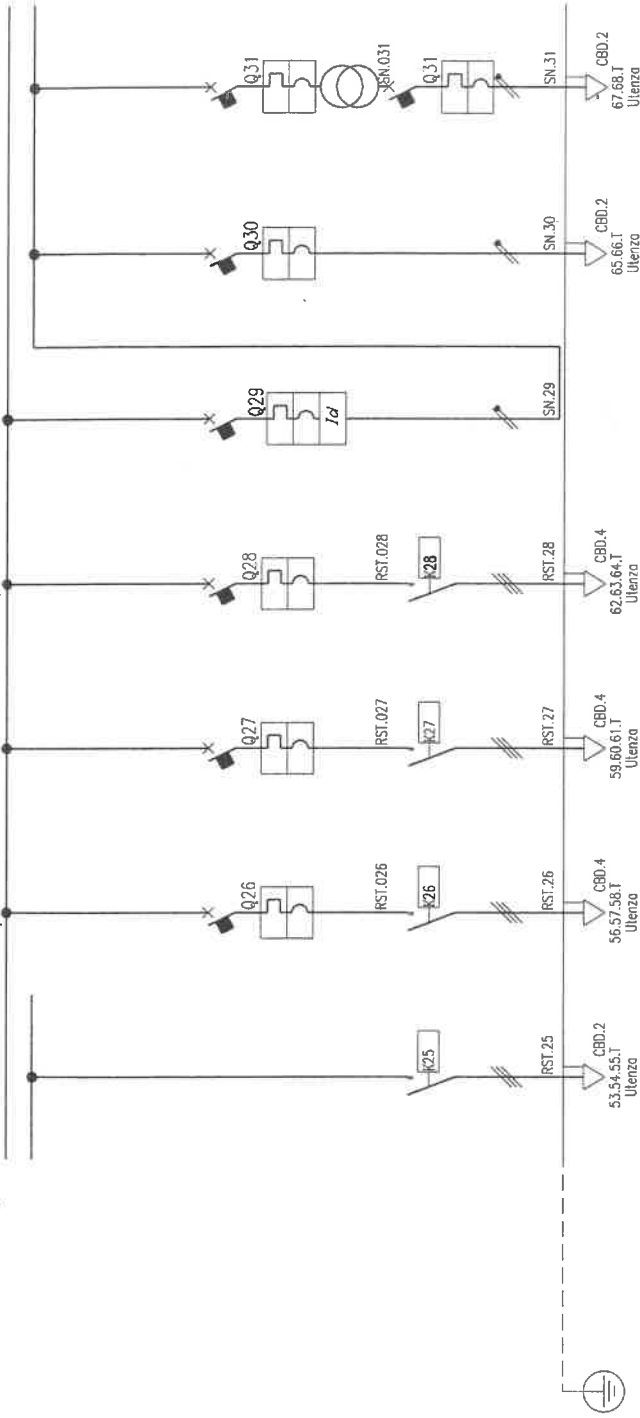 Q31
SN.031
Q31
SN.31
CBD.2
67.68.T
Utenza
Q30
SN.30
CBD.2
65.66.T
Utenza
Q29
Id
SN.29
Q28
RST.028
K28
RST.28
CBD.4
62.63.64.T
Utenza
Q27
RST.027
K27
RST.27
CBD.4
59.60.61.T
Utenza
Q26
RST.026
K26
RST.26
CBD.4
56.57.58.T
Utenza
K25
RST.25
CBD.2
53.54.55.T
Utenza